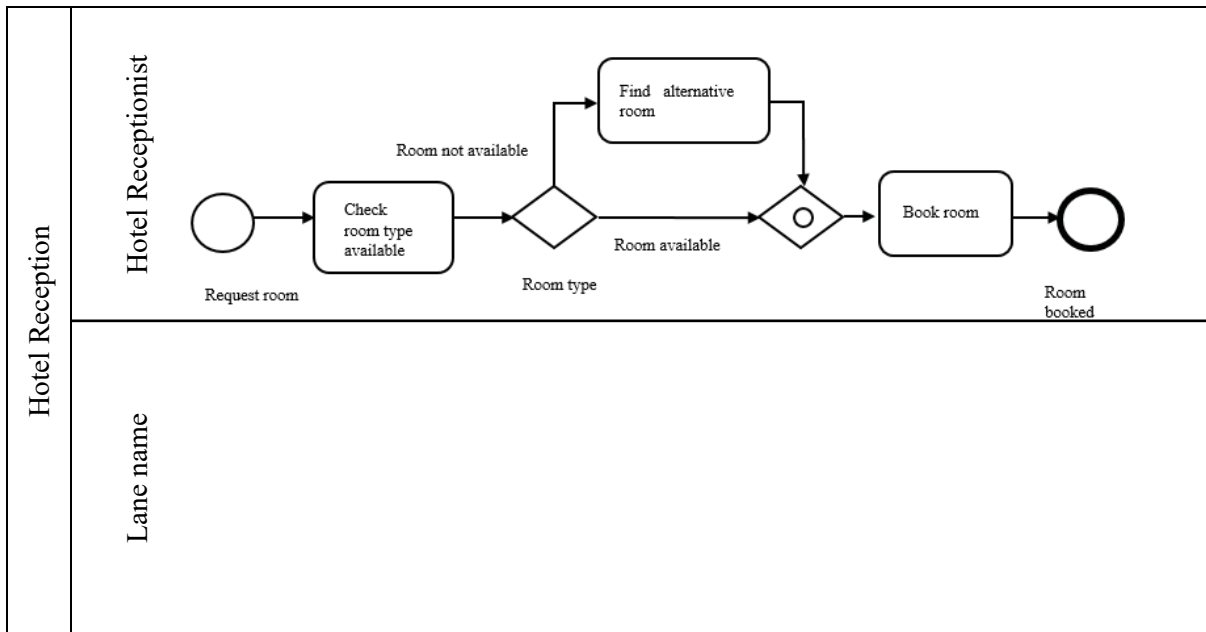 Hotel Reception
Hotel Receptionist
Request room
Check
room type
available
Room not available
Room type
Room available
Find alternative
room
Book room
Room
booked
Lane name